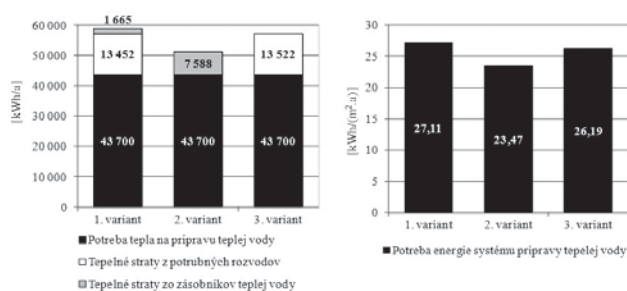 1 665
60 000
50 000
40 000
30 000
20 000
10 000
0
[kWh/a]
13 452
7 588
13 522
43 700
43 700
43 700
1. variant
2. variant
3. variant
Potreba tepla na prípravu teplej vody
Tepelné straty z potrubných rozvodov
Tepelné straty zo zásobníkov teplej vody
30
25
20
15
10
5
0
[kWh/(m².a)]
27,11
23,47
26,19
1. variant
2. variant
3. variant
Potreba energie systému prípravy tepelej vody